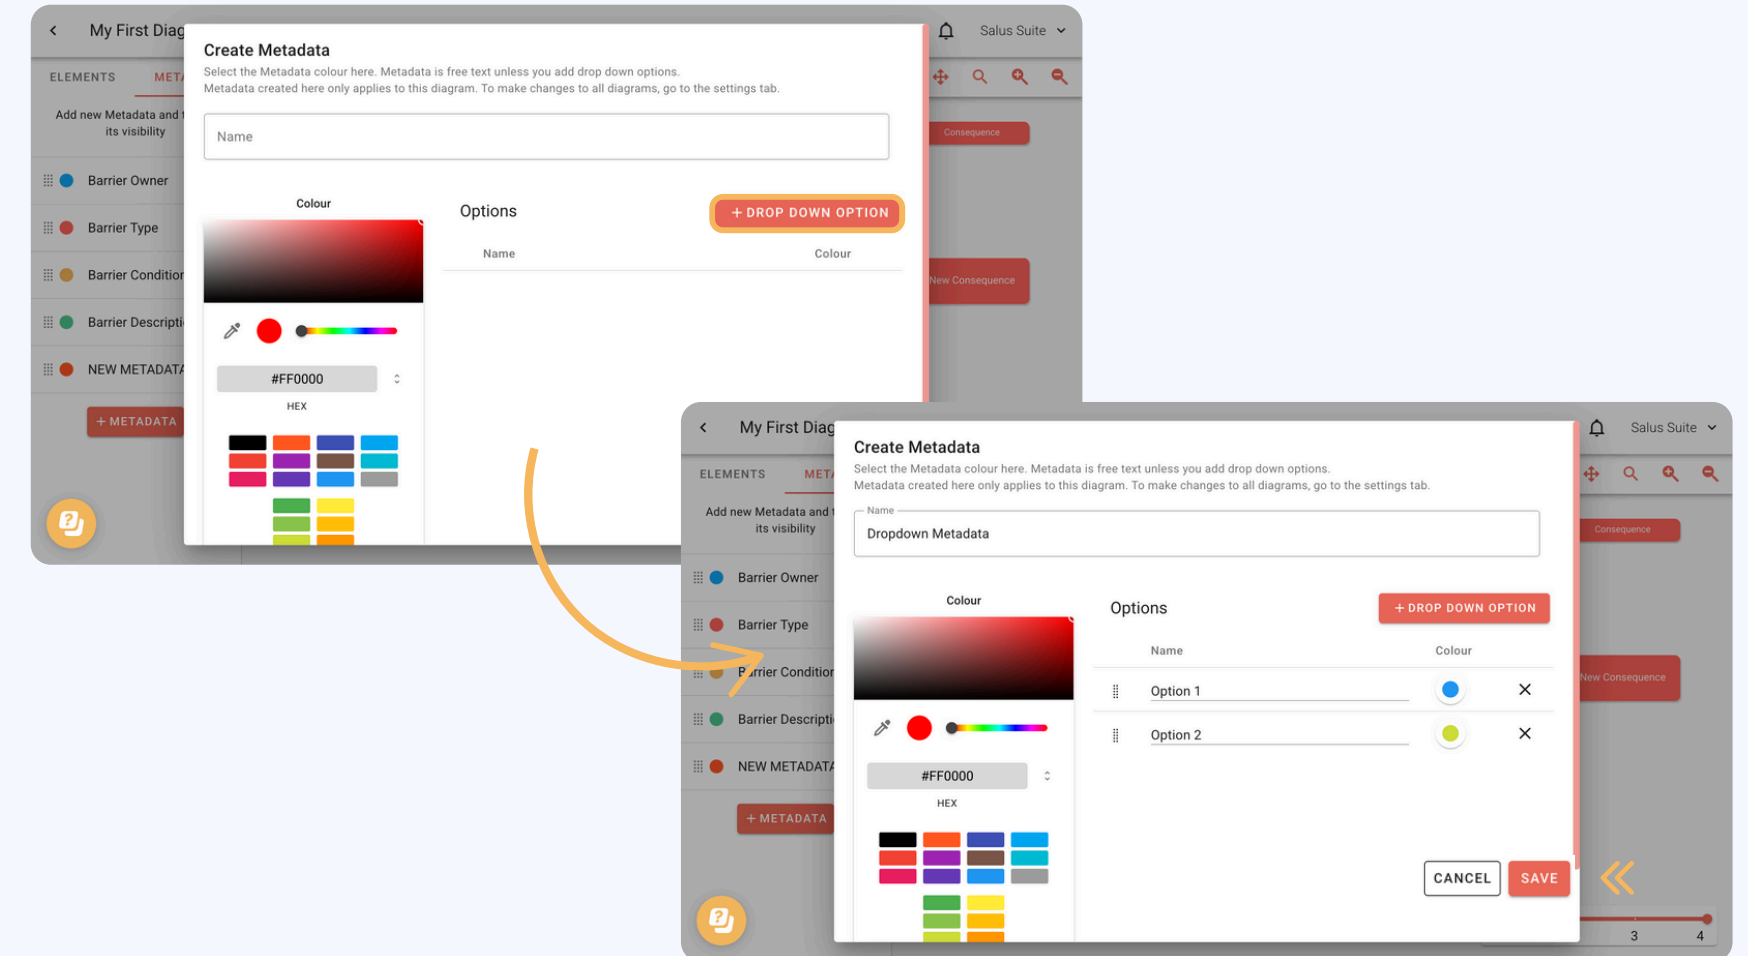 My First Diag
Salus Suite
ELEMENTS
META
Add new Metadata and t
its visibility
Barrier Owner
Barrier Type
Barrier Condition
Barrier Descripti
NEW METADATA
+ METADATA
Create Metadata
Select the Metadata colour here. Metadata is free text unless you add drop down options.
Metadata created here only applies to this diagram. To make changes to all diagrams, go to the settings tab.
Name
Colour
Options
+ DROP DOWN OPTION
Name
Colour
#FF0000
HEX
Consequence
New Consequence
?
My First Diag
Salus Suite
ELEMENTS
META
Add new Metadata and t
its visibility
Barrier Owner
Barrier Type
Barrier Condition
Barrier Descripti
NEW METADATA
+ METADATA
Create Metadata
Select the Metadata colour here. Metadata is free text unless you add drop down options.
Metadata created here only applies to this diagram. To make changes to all diagrams, go to the settings tab.
Name
Dropdown Metadata
Colour
Options
+ DROP DOWN OPTION
Name
Colour
Option 1
Option 2
#FF0000
HEX
CANCEL
SAVE
Consequence
New Consequence
3
4
?